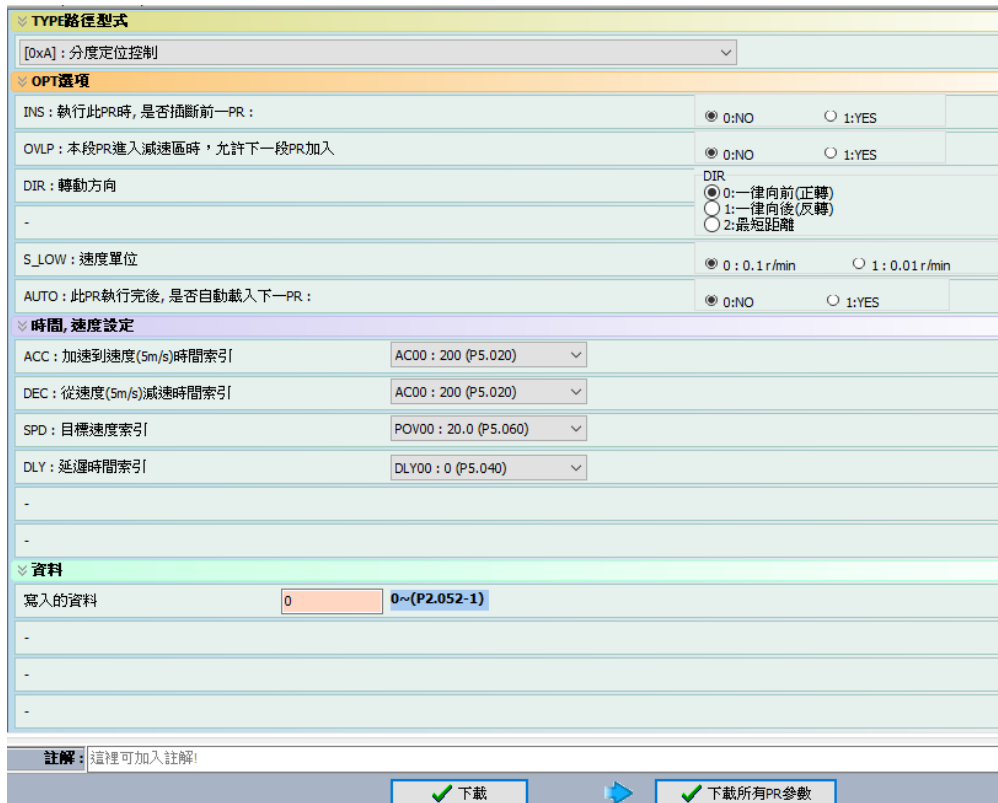 TYPE路徑型式
[0xA] : 分度定位控制
OPT選項
INS : 執行此PR時, 是否插斷前一PR :
0:NO 1:YES
OVLP : 本段PR進入減速區時，允許下一段PR加入
0:NO 1:YES
DIR : 轉動方向
DIR
0:一律向前(正轉)
1:一律向後(反轉)
2:最短距離
-
S_LOW : 速度單位
0 : 0.1 r/min 1 : 0.01 r/min
AUTO : 此PR執行完後, 是否自動載入下一PR :
0:NO 1:YES
時間, 速度設定
ACC : 加速到速度(5m/s)時間索引
AC00 : 200 (P5.020)
DEC : 從速度(5m/s)減速時間索引
AC00 : 200 (P5.020)
SPD : 目標速度索引
POV00 : 20.0 (P5.060)
DLY : 延遲時間索引
DLY00 : 0 (P5.040)
-
-
資料
寫入的資料 0 0~(P2.052-1)
-
-
-
註解 : 這裡可加入註解!
下載 下載所有PR參數